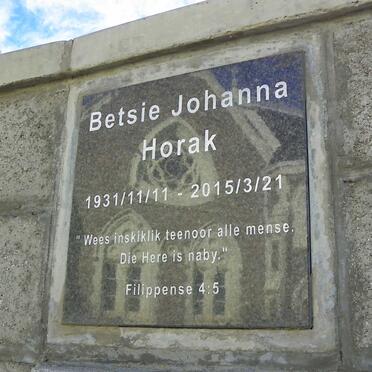 Betsie Johanna
Horak
1931/11/11 - 2015/3/21
"Wees inskiklik teenoor alle mense.
Die Here is naby."
Filippense 4:5